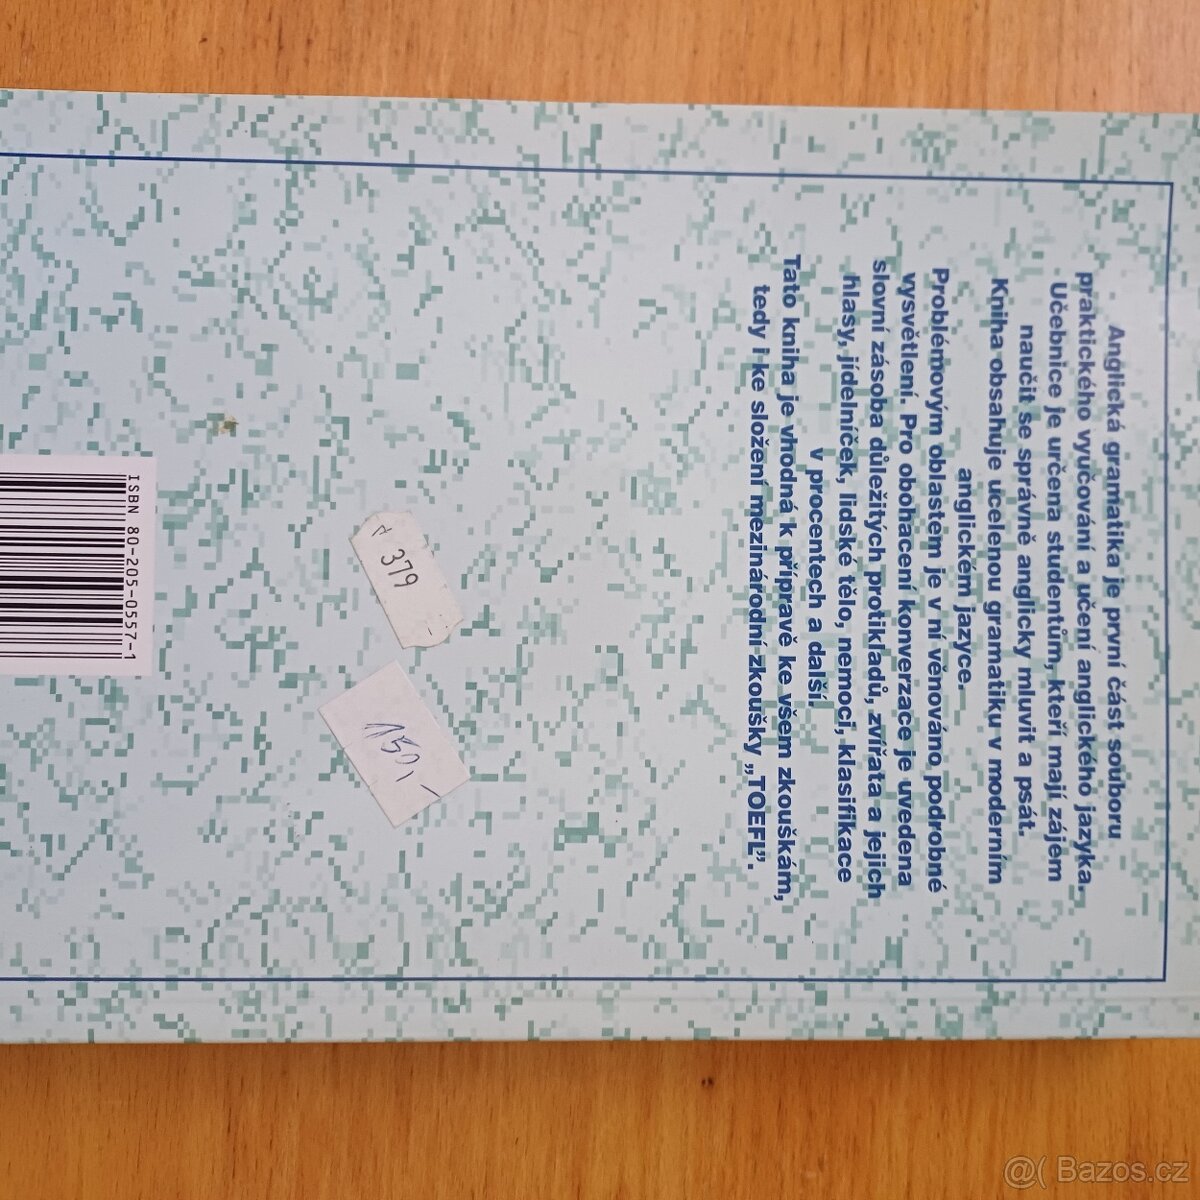 Anglická gramatika je první část souboru
praktického vyučování a učení anglického jazyka.
Učebnice je určena studentům, kteří mají zájem
naučit se správně anglicky mluvit a psát.
Kniha obsahuje ucelenou gramatiku v moderním
anglickém jazyce.
Problémovým oblastem je v ní věnováno podrobné
vysvětlení. Pro obohacení konverzace je uvedena
slovní zásoba důležitých protikladů, zvířata a jejich
hlasy, jídelníček, lidské tělo, nemoci, klasifikace
v procentech a další.
Tato kniha je vhodná k přípravě ke všem zkouškám,
tedy i ke složení mezinárodní zkoušky „TOEFL”.
379
150,-
ISBN 80-205-0557-1
@( Bazos.cz